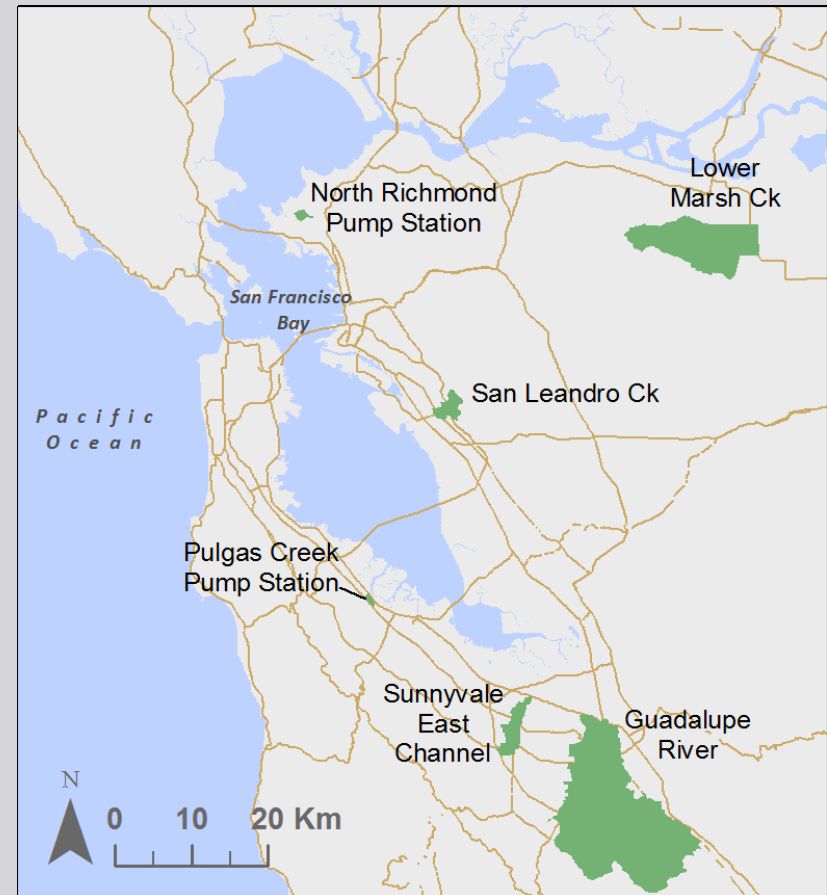 Lower
Marsh Ck
North Richmond
Pump Station
San Francisco
Bay
San Leandro Ck
Pacific
Ocean
Pulgas Creek
Pump Station
Sunnyvale
East
Channel
Guadalupe
River
N
0 10 20 Km